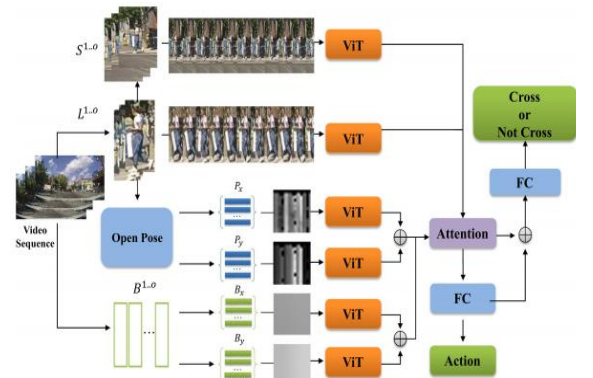 S^{1..o}
ViT
L^{1..o}
ViT
Cross
or
Not Cross
FC
Video
Sequence
Open Pose
P_x
...
ViT
P_y
...
ViT
Attention
B^{1..o}
...
B_x
...
ViT
FC
B_y
...
ViT
Action